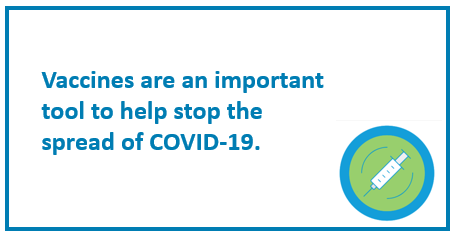 Vaccines are an important
tool to help stop the
spread of COVID-19.